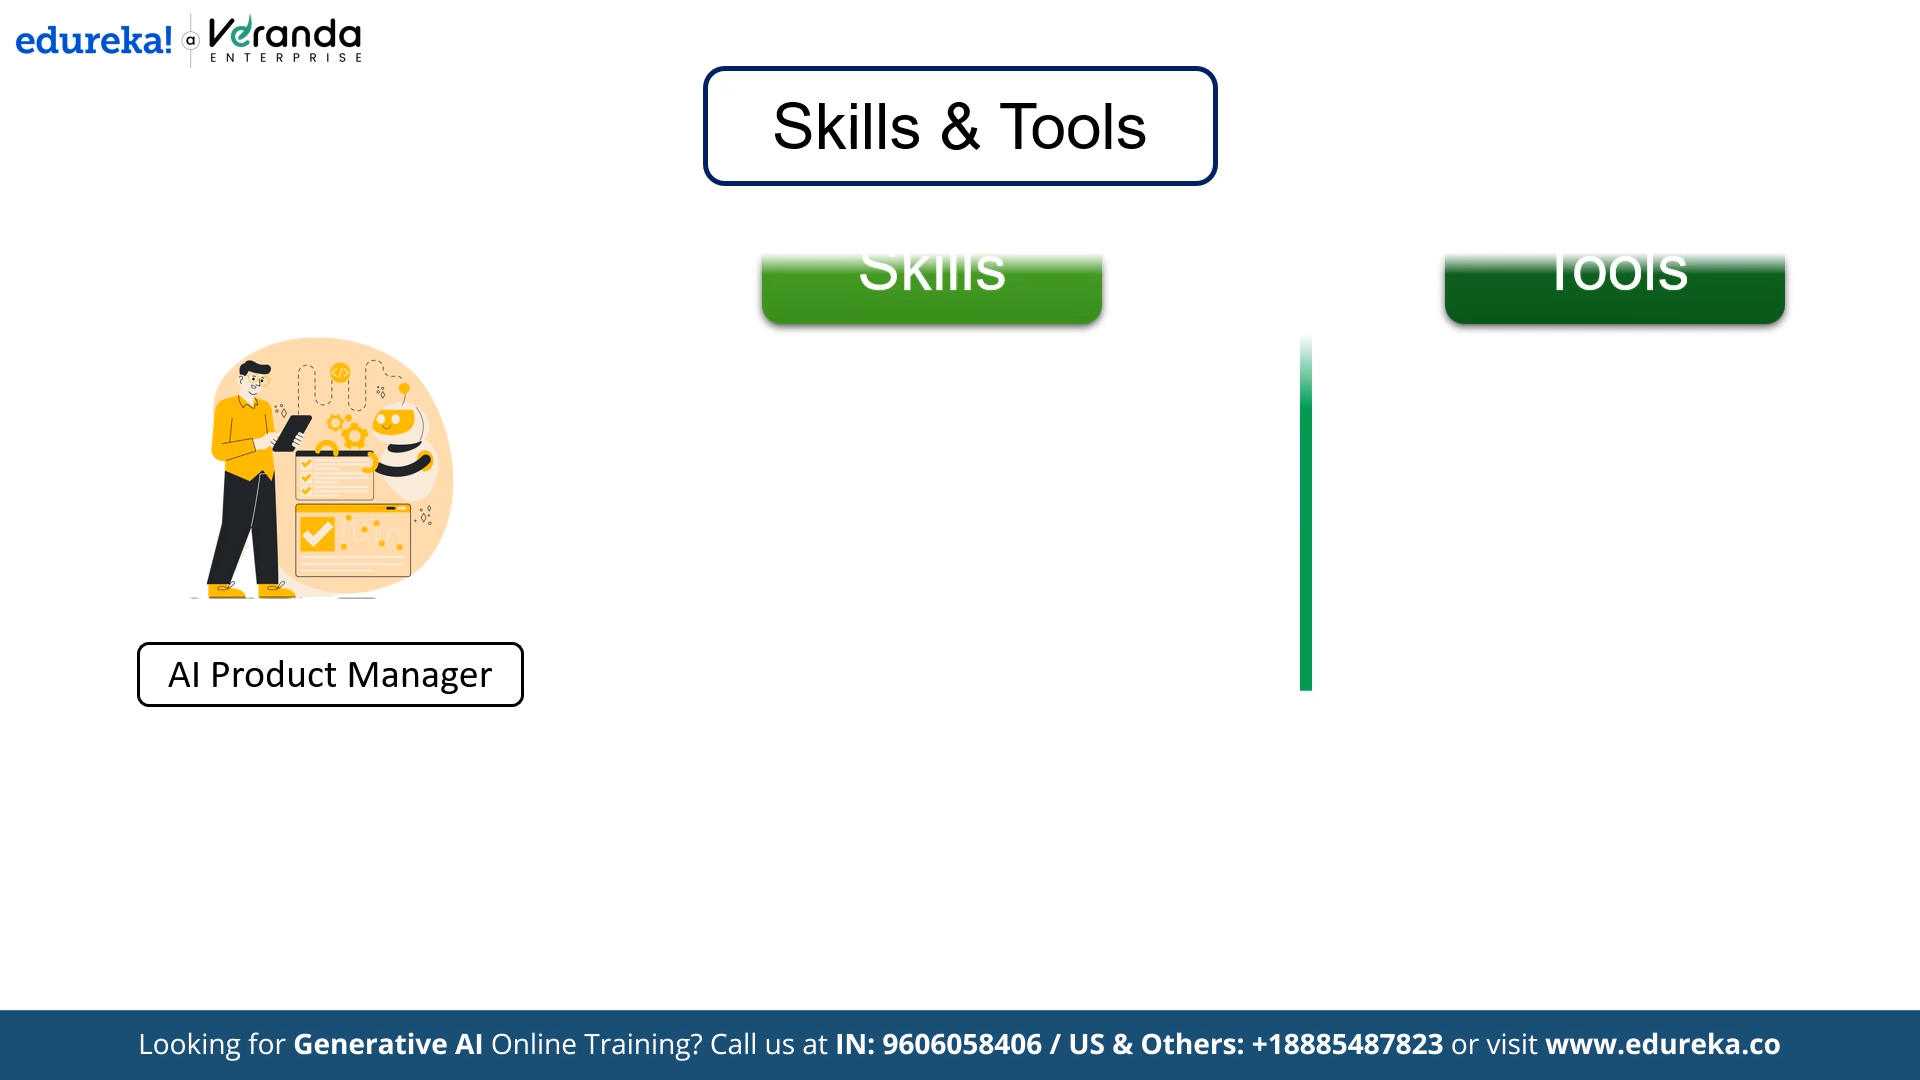 edureka! a Veranda
ENTERPRISE
Skills & Tools
Skills
Tools
AI Product Manager
Looking for Generative AI Online Training? Call us at IN: 9606058406 / US & Others: +18885487823 or visit www.edureka.co